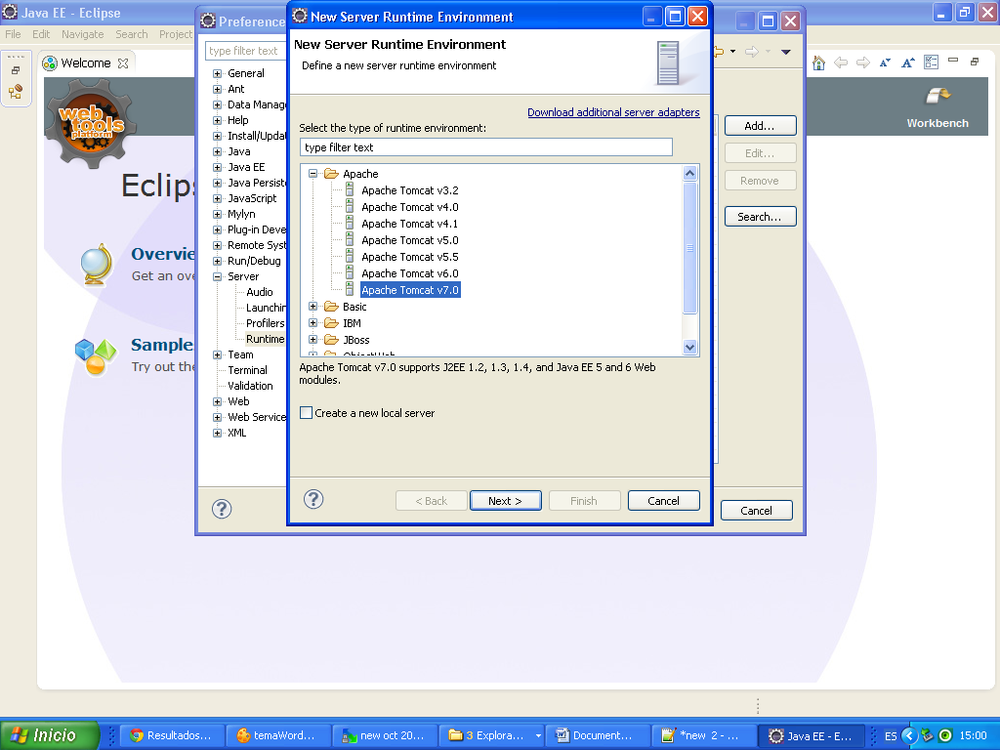 Java EE - Eclipse
File Edit Navigate Search Project
Welcome
web
tools
platform
Eclips
Overvie
Get an ove
Samples
Try out the
Workbench
Preference
type filter text
General
Ant
Data Manag
Help
Install/Updat
Java
Java EE
Java Persist
JavaScript
Mylyn
Plug-in Deve
Remote Syst
Run/Debug
Server
Audio
Launchin
Profilers
Runtime
Team
Terminal
Validation
Web
Web Service
XML
Add...
Edit...
Remove
Search...
Cancel
New Server Runtime Environment
New Server Runtime Environment
Define a new server runtime environment
Download additional server adapters
Select the type of runtime environment:
type filter text
Apache
Apache Tomcat v3.2
Apache Tomcat v4.0
Apache Tomcat v4.1
Apache Tomcat v5.0
Apache Tomcat v5.5
Apache Tomcat v6.0
Apache Tomcat v7.0
Basic
IBM
JBoss
ObjectWeb
Apache Tomcat v7.0 supports J2EE 1.2, 1.3, 1.4, and Java EE 5 and 6 Web
modules.
Create a new local server
< Back Next > Finish Cancel
Inicio Resultados... temaWord... new oct 20... 3 Explora... Document... *new 2 - ... Java EE - E... ES 15:00